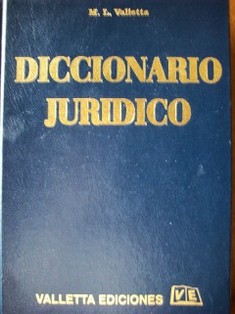 M. L. Valletta
DICCIONARIO
JURIDICO
VALLETTA EDICIONES VE